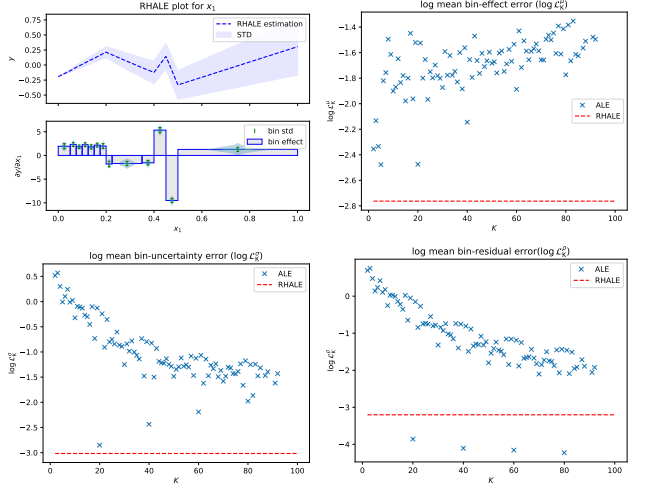 RHALE plot for x₁
0.75
0.50
0.25
0.00
−0.25
−0.50
y
RHALE estimation
STD
5
0
−5
−10
∂y/∂x₁
bin std
bin effect
0.0 0.2 0.4 0.6 0.8 1.0
x₁
log mean bin-effect error (log 𝓛ᴷ^μ)
−1.4
−1.6
−1.8
−2.0
−2.2
−2.4
−2.6
−2.8
log 𝓛ᴷ^μ
ALE
RHALE
0 20 40 60 80 100
K
log mean bin-uncertainty error (log 𝓛ᴷ^σ)
0.5
0.0
−0.5
−1.0
−1.5
−2.0
−2.5
−3.0
log 𝓛ᴷ^σ
ALE
RHALE
0 20 40 60 80 100
K
log mean bin-residual error(log 𝓛ᴷ^ρ)
0
−1
−2
−3
−4
log 𝓛ᴷ^ρ
ALE
RHALE
0 20 40 60 80 100
K